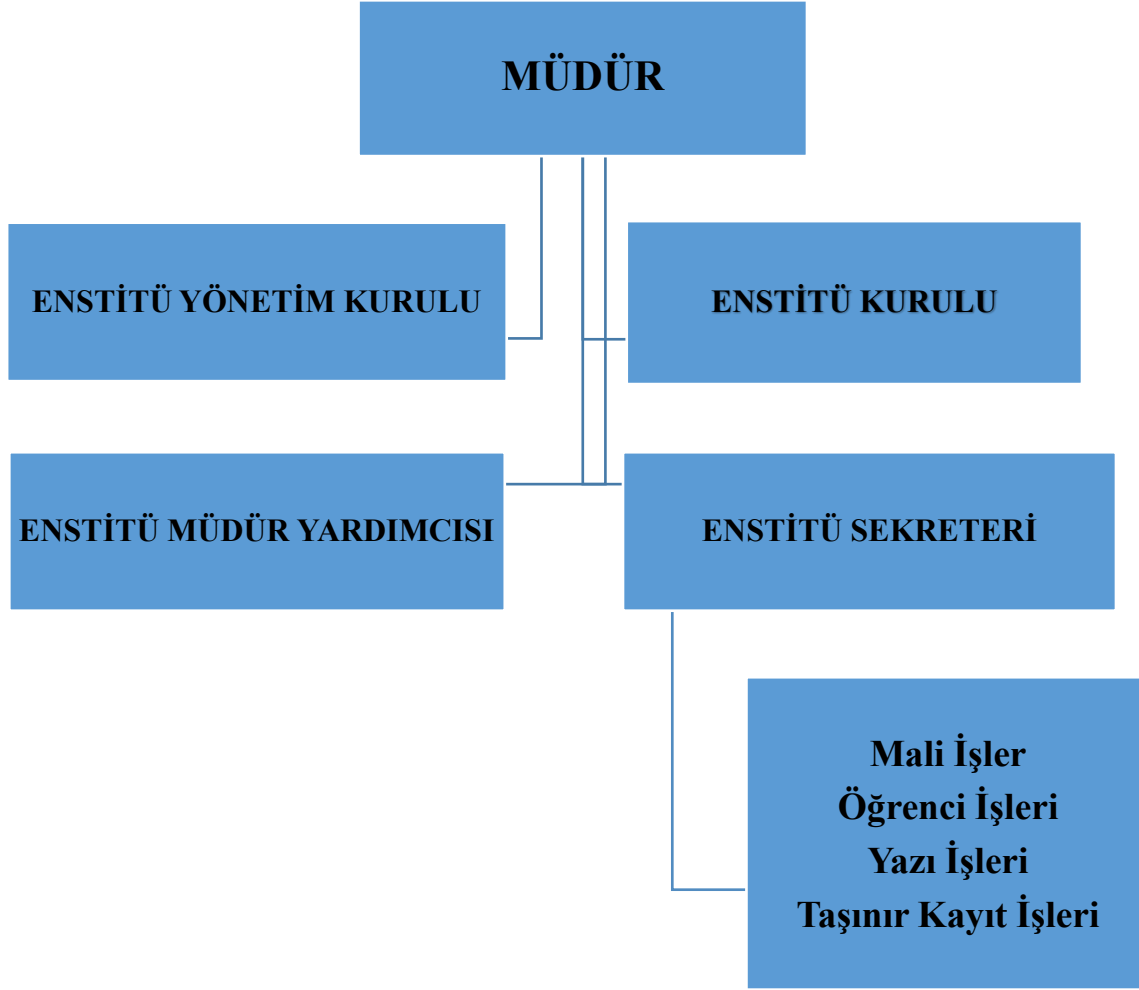 MÜDÜR
ENSTİTÜ YÖNETİM KURULU
ENSTİTÜ KURULU
ENSTİTÜ MÜDÜR YARDIMCISI
ENSTİTÜ SEKRETERİ
Mali İşler
Öğrenci İşleri
Yazı İşleri
Taşınır Kayıt İşleri